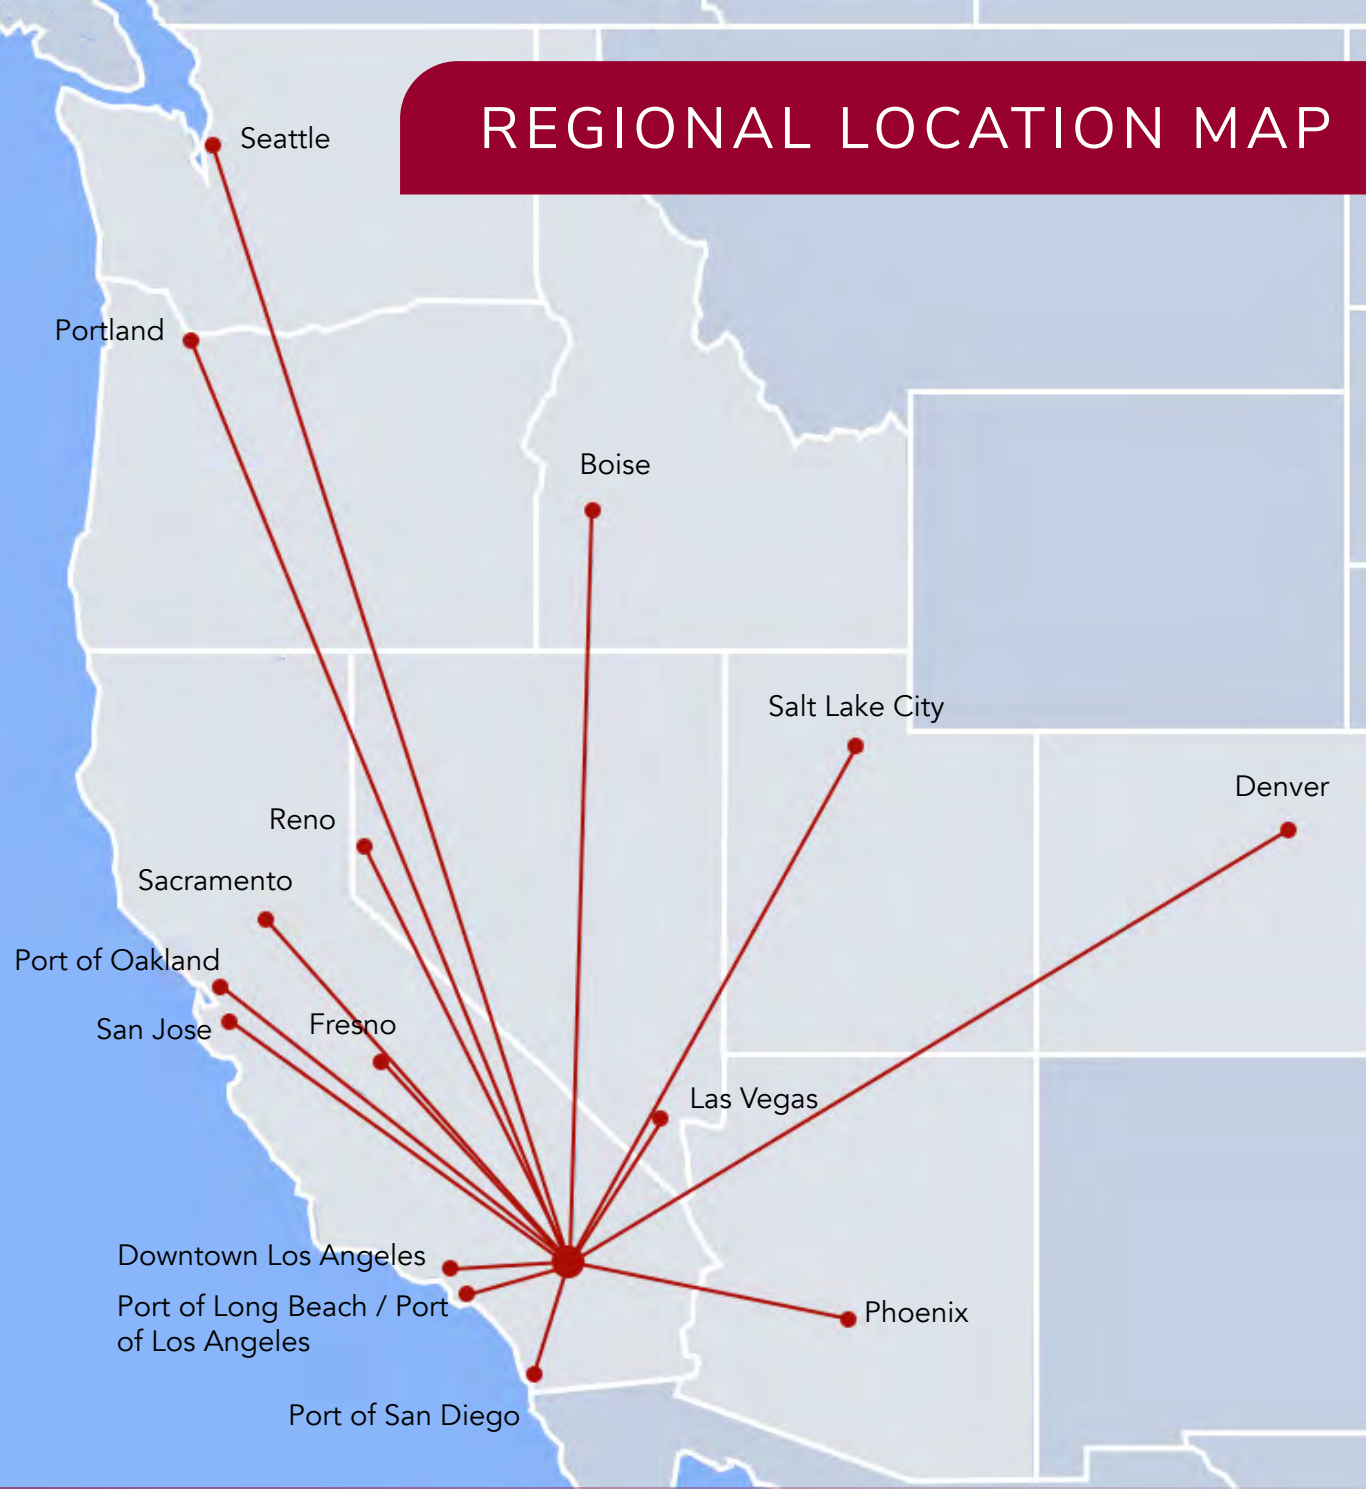 REGIONAL LOCATION MAP
Seattle
Portland
Boise
Salt Lake City
Denver
Reno
Sacramento
Port of Oakland
San Jose
Fresno
Las Vegas
Downtown Los Angeles
Port of Long Beach / Port
of Los Angeles
Phoenix
Port of San Diego